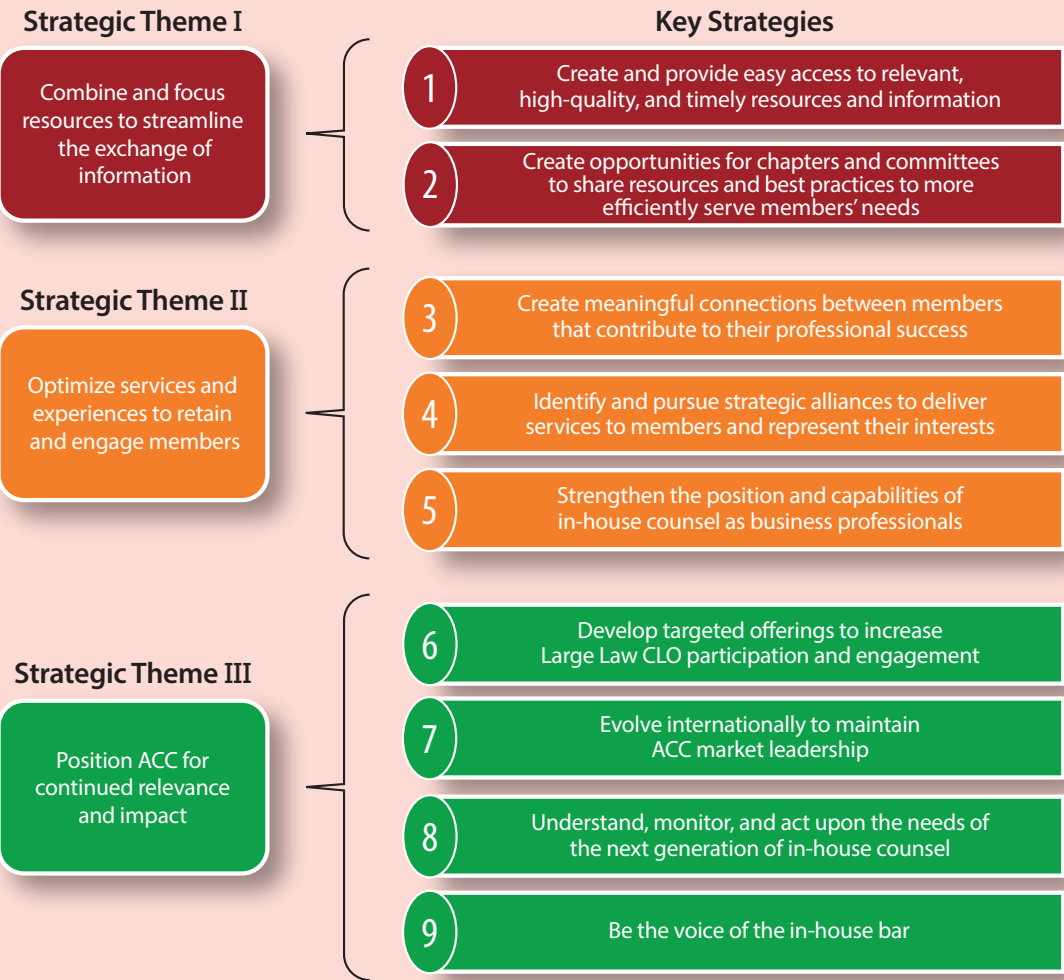 Strategic Theme I
Combine and focus
resources to streamline
the exchange of
information
Key Strategies
1
Create and provide easy access to relevant,
high-quality, and timely resources and information
2
Create opportunities for chapters and committees
to share resources and best practices to more
efficiently serve members' needs
Strategic Theme II
Optimize services and
experiences to retain
and engage members
3
Create meaningful connections between members
that contribute to their professional success
4
Identify and pursue strategic alliances to deliver
services to members and represent their interests
5
Strengthen the position and capabilities of
in-house counsel as business professionals
Strategic Theme III
Position ACC for
continued relevance
and impact
6
Develop targeted offerings to increase
Large Law CLO participation and engagement
7
Evolve internationally to maintain
ACC market leadership
8
Understand, monitor, and act upon the needs of
the next generation of in-house counsel
9
Be the voice of the in-house bar